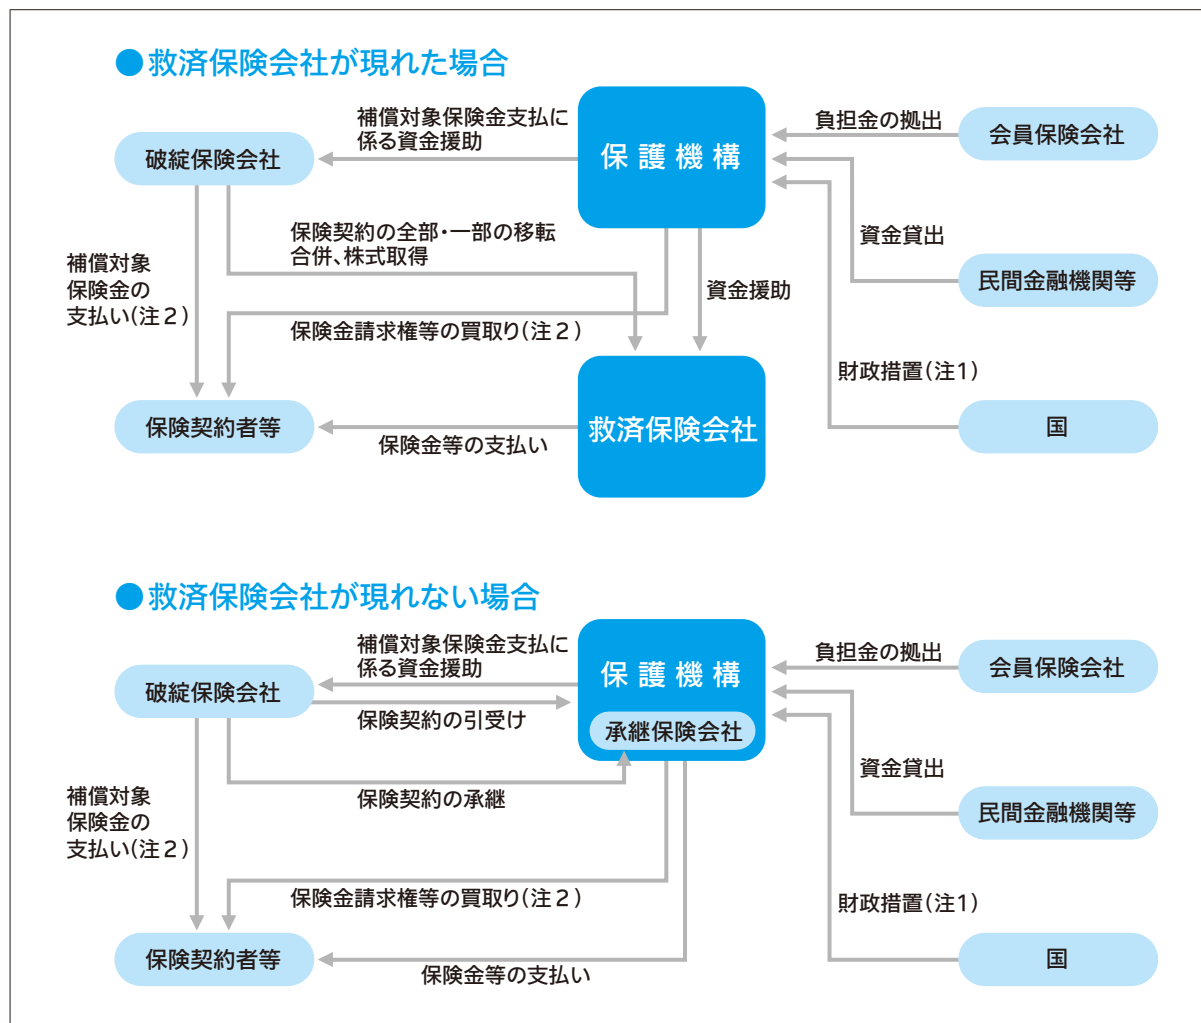 ●救済保険会社が現れた場合
補償対象保険金支払に
係る資金援助
破綻保険会社
保護機構
負担金の拠出
会員保険会社
保険契約の全部・一部の移転
合併、株式取得
補償対象
保険金の
支払い(注2)
資金援助
資金貸出
民間金融機関等
保険金請求権等の買取り(注2)
財政措置(注1)
保険契約者等
保険金等の支払い
救済保険会社
国
●救済保険会社が現れない場合
補償対象保険金支払に
係る資金援助
破綻保険会社
保険契約の引受け
保護機構
承継保険会社
負担金の拠出
会員保険会社
保険契約の承継
補償対象
保険金の
支払い(注2)
資金貸出
民間金融機関等
保険金請求権等の買取り(注2)
財政措置(注1)
保険契約者等
保険金等の支払い
国